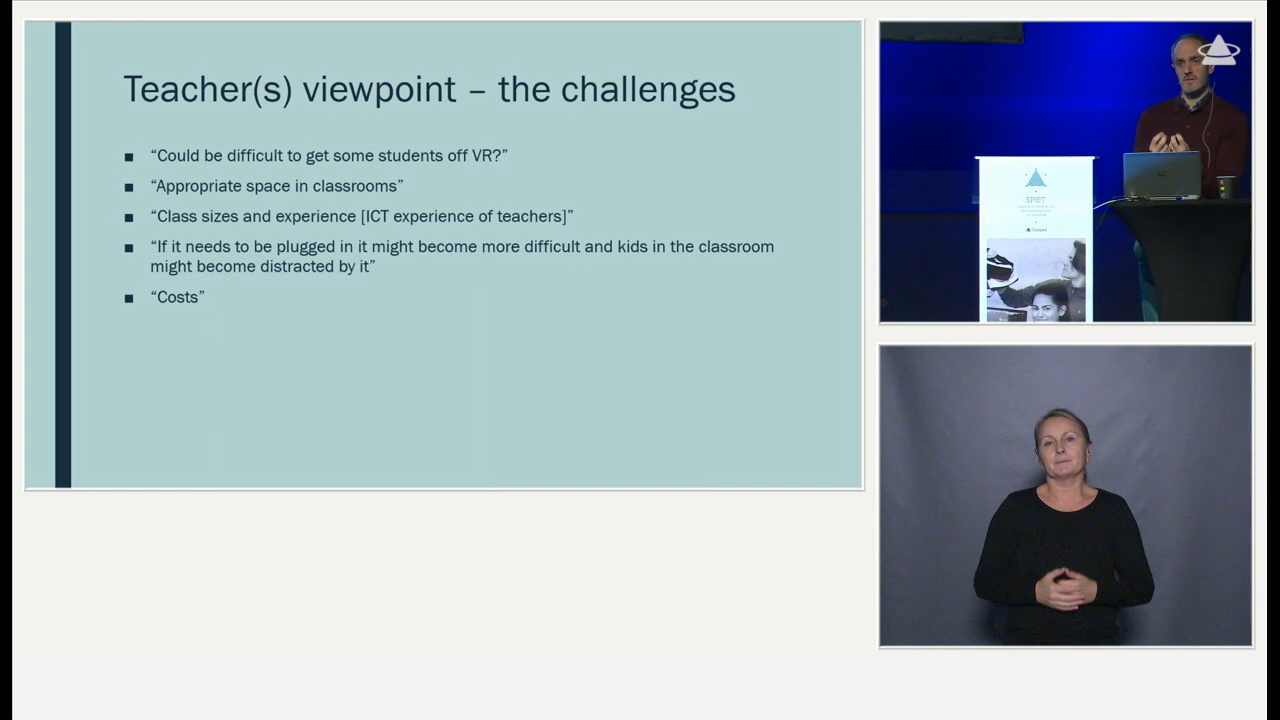 Teacher(s) viewpoint – the challenges
■ “Could be difficult to get some students off VR?”
■ “Appropriate space in classrooms”
■ “Class sizes and experience [ICT experience of teachers]”
■ “If it needs to be plugged in it might become more difficult and kids in the classroom
might become distracted by it”
■ “Costs”
SPOT